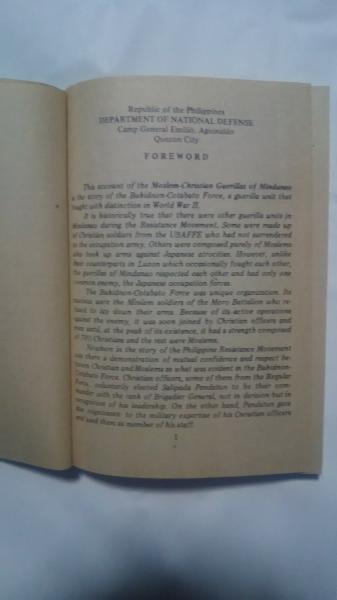 Republic of the Philippines
DEPARTMENT OF NATIONAL DEFENSE
Camp General Emilio Aguinaldo
Quezon City
FOREWORD
This account of the Moslem-Christian Guerillas of Mindanao
is the story of the Bukidnon-Cotabato Force, a guerilla unit that
fought with distinction in World War II.
It is historically true that there were other guerilla units in
Mindanao during the Resistance Movement. Some were made up
of Christian soldiers from the USAFFE who had not surrendered
to the occupation army. Others were composed purely of Moslems
who took up arms against Japanese atrocities. However, unlike
their counterparts in Luzon which occasionally fought each other,
the guerillas of Mindanao respected each other and had only one
common enemy, the Japanese occupation forces.
The Bukidnon-Cotabato Force was unique organization. Its
nucleus were the Moslem soldiers of the Moro Battalion who re-
fused to lay down their arms. Because of its active operations
against the enemy, it was soon joined by Christian officers and
men until, at the peak of its existence, it had a strength composed
of Christians and the rest were Moslems.
Nowhere in the story of the Philippine Resistance Movement
was there a demonstration of mutual confidence and respect be-
tween Christian and Moslems as what was evident in the Bukidnon-
Cotabato Force. Christian officers, some of them from the Regular
Force, voluntarily elected Salipada Pendatun to be their com-
mander with the rank of Brigadier General, not in derision but in
recognition of his leadership. On the other hand, Pendatun gave
due cognizance to the military expertise of his Christian officers
and used them as member of his staff.
1